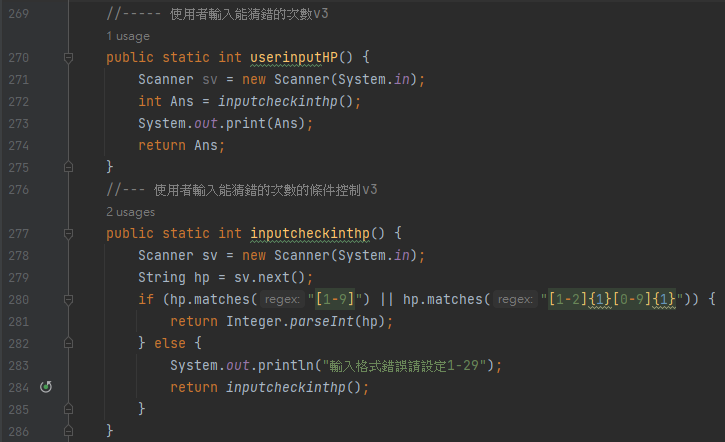 269 //----- 使用者輸入能猜錯的次數v3
1 usage
270 public static int userinputHP() {
271 Scanner sv = new Scanner(System.in);
272 int Ans = inputcheckinthp();
273 System.out.print(Ans);
274 return Ans;
275 }
276 //--- 使用者輸入能猜錯的次數的條件控制v3
2 usages
277 public static int inputcheckinthp() {
278 Scanner sv = new Scanner(System.in);
279 String hp = sv.next();
280 if (hp.matches( regex: "[1-9]") || hp.matches( regex: "[1-2]{1}[0-9]{1}")) {
281 return Integer.parseInt(hp);
282 } else {
283 System.out.println("輸入格式錯誤請設定1-29");
284 return inputcheckinthp();
285 }
286 }